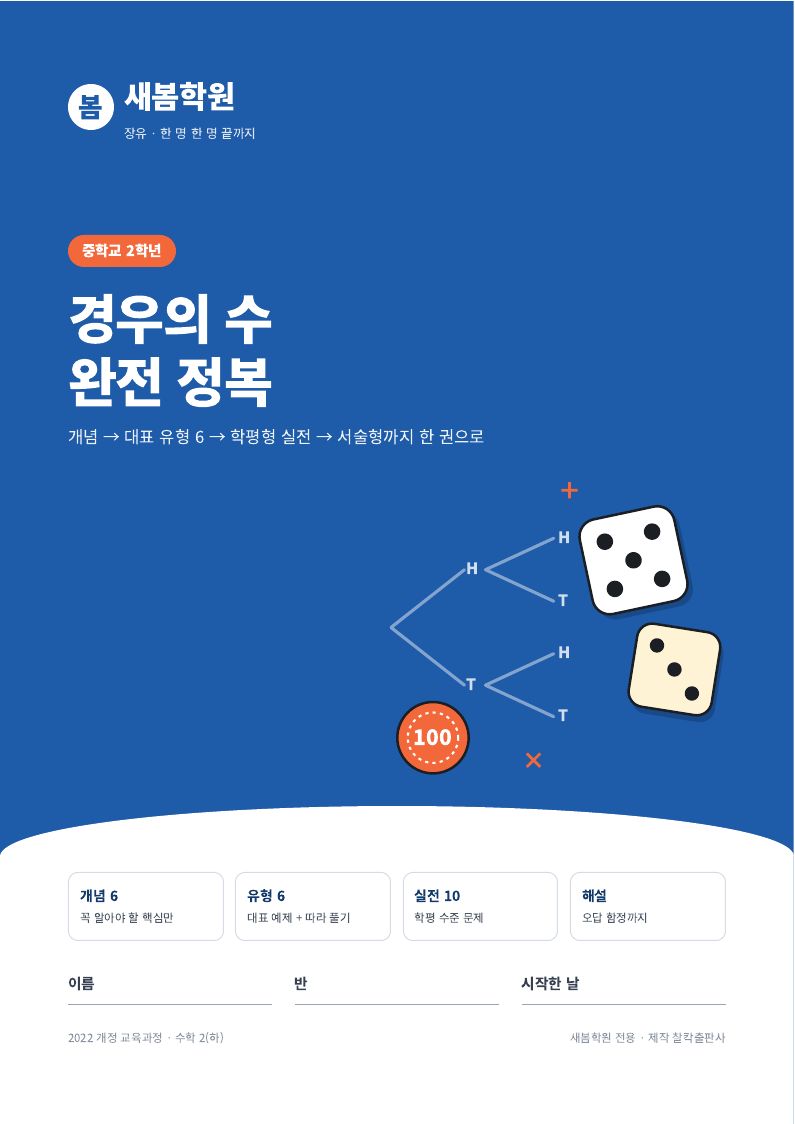 봄
새봄학원
장유 · 한 명 한 명 끝까지
중학교 2학년
경우의 수
완전 정복
개념 → 대표 유형 6 → 학평형 실전 → 서술형까지 한 권으로
+
H
H
T
H
T
T
100
×
개념 6
꼭 알아야 할 핵심만
유형 6
대표 예제 + 따라 풀기
실전 10
학평 수준 문제
해설
오답 함정까지
이름
반
시작한 날
2022 개정 교육과정 · 수학 2(하)
새봄학원 전용 · 제작 찰칵출판사